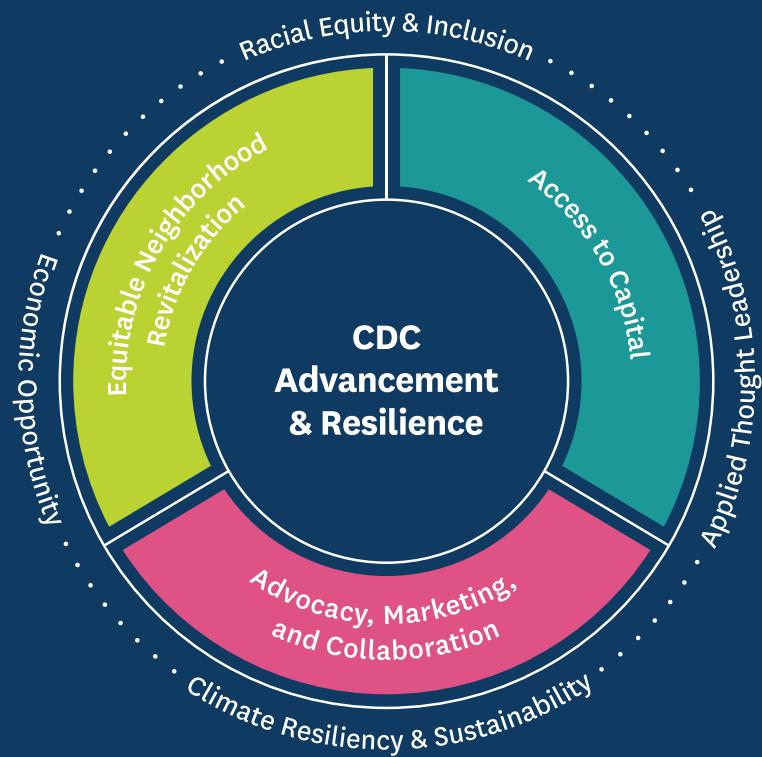 Racial Equity & Inclusion
Equitable Neighborhood
Revitalization
Access to Capital
Economic Opportunity
CDC
Advancement
& Resilience
Applied Thought Leadership
Advocacy, Marketing,
and Collaboration
Climate Resiliency & Sustainability